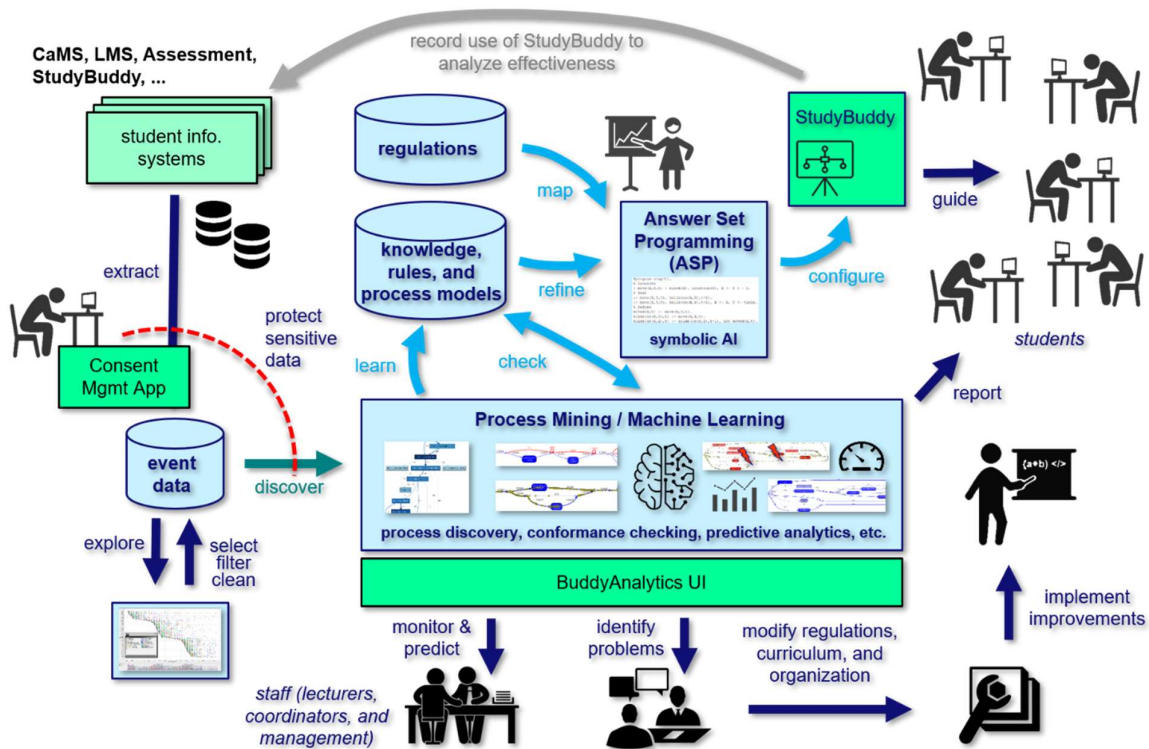 record use of StudyBuddy to
analyze effectiveness
CaMS, LMS, Assessment,
StudyBuddy, ...
student info.
systems
regulations
StudyBuddy
map
guide
Answer Set
Programming
(ASP)
symbolic AI
knowledge,
rules, and
process models
refine
configure
extract
protect
sensitive
data
students
Consent
Mgmt App
learn
check
report
Process Mining / Machine Learning
(a+b) </>
process discovery, conformance checking, predictive analytics, etc.
event
data
discover
explore
select
filter
clean
BuddyAnalytics UI
monitor &
predict
identify
problems
modify regulations,
curriculum, and
organization
implement
improvements
staff (lecturers,
coordinators, and
management)